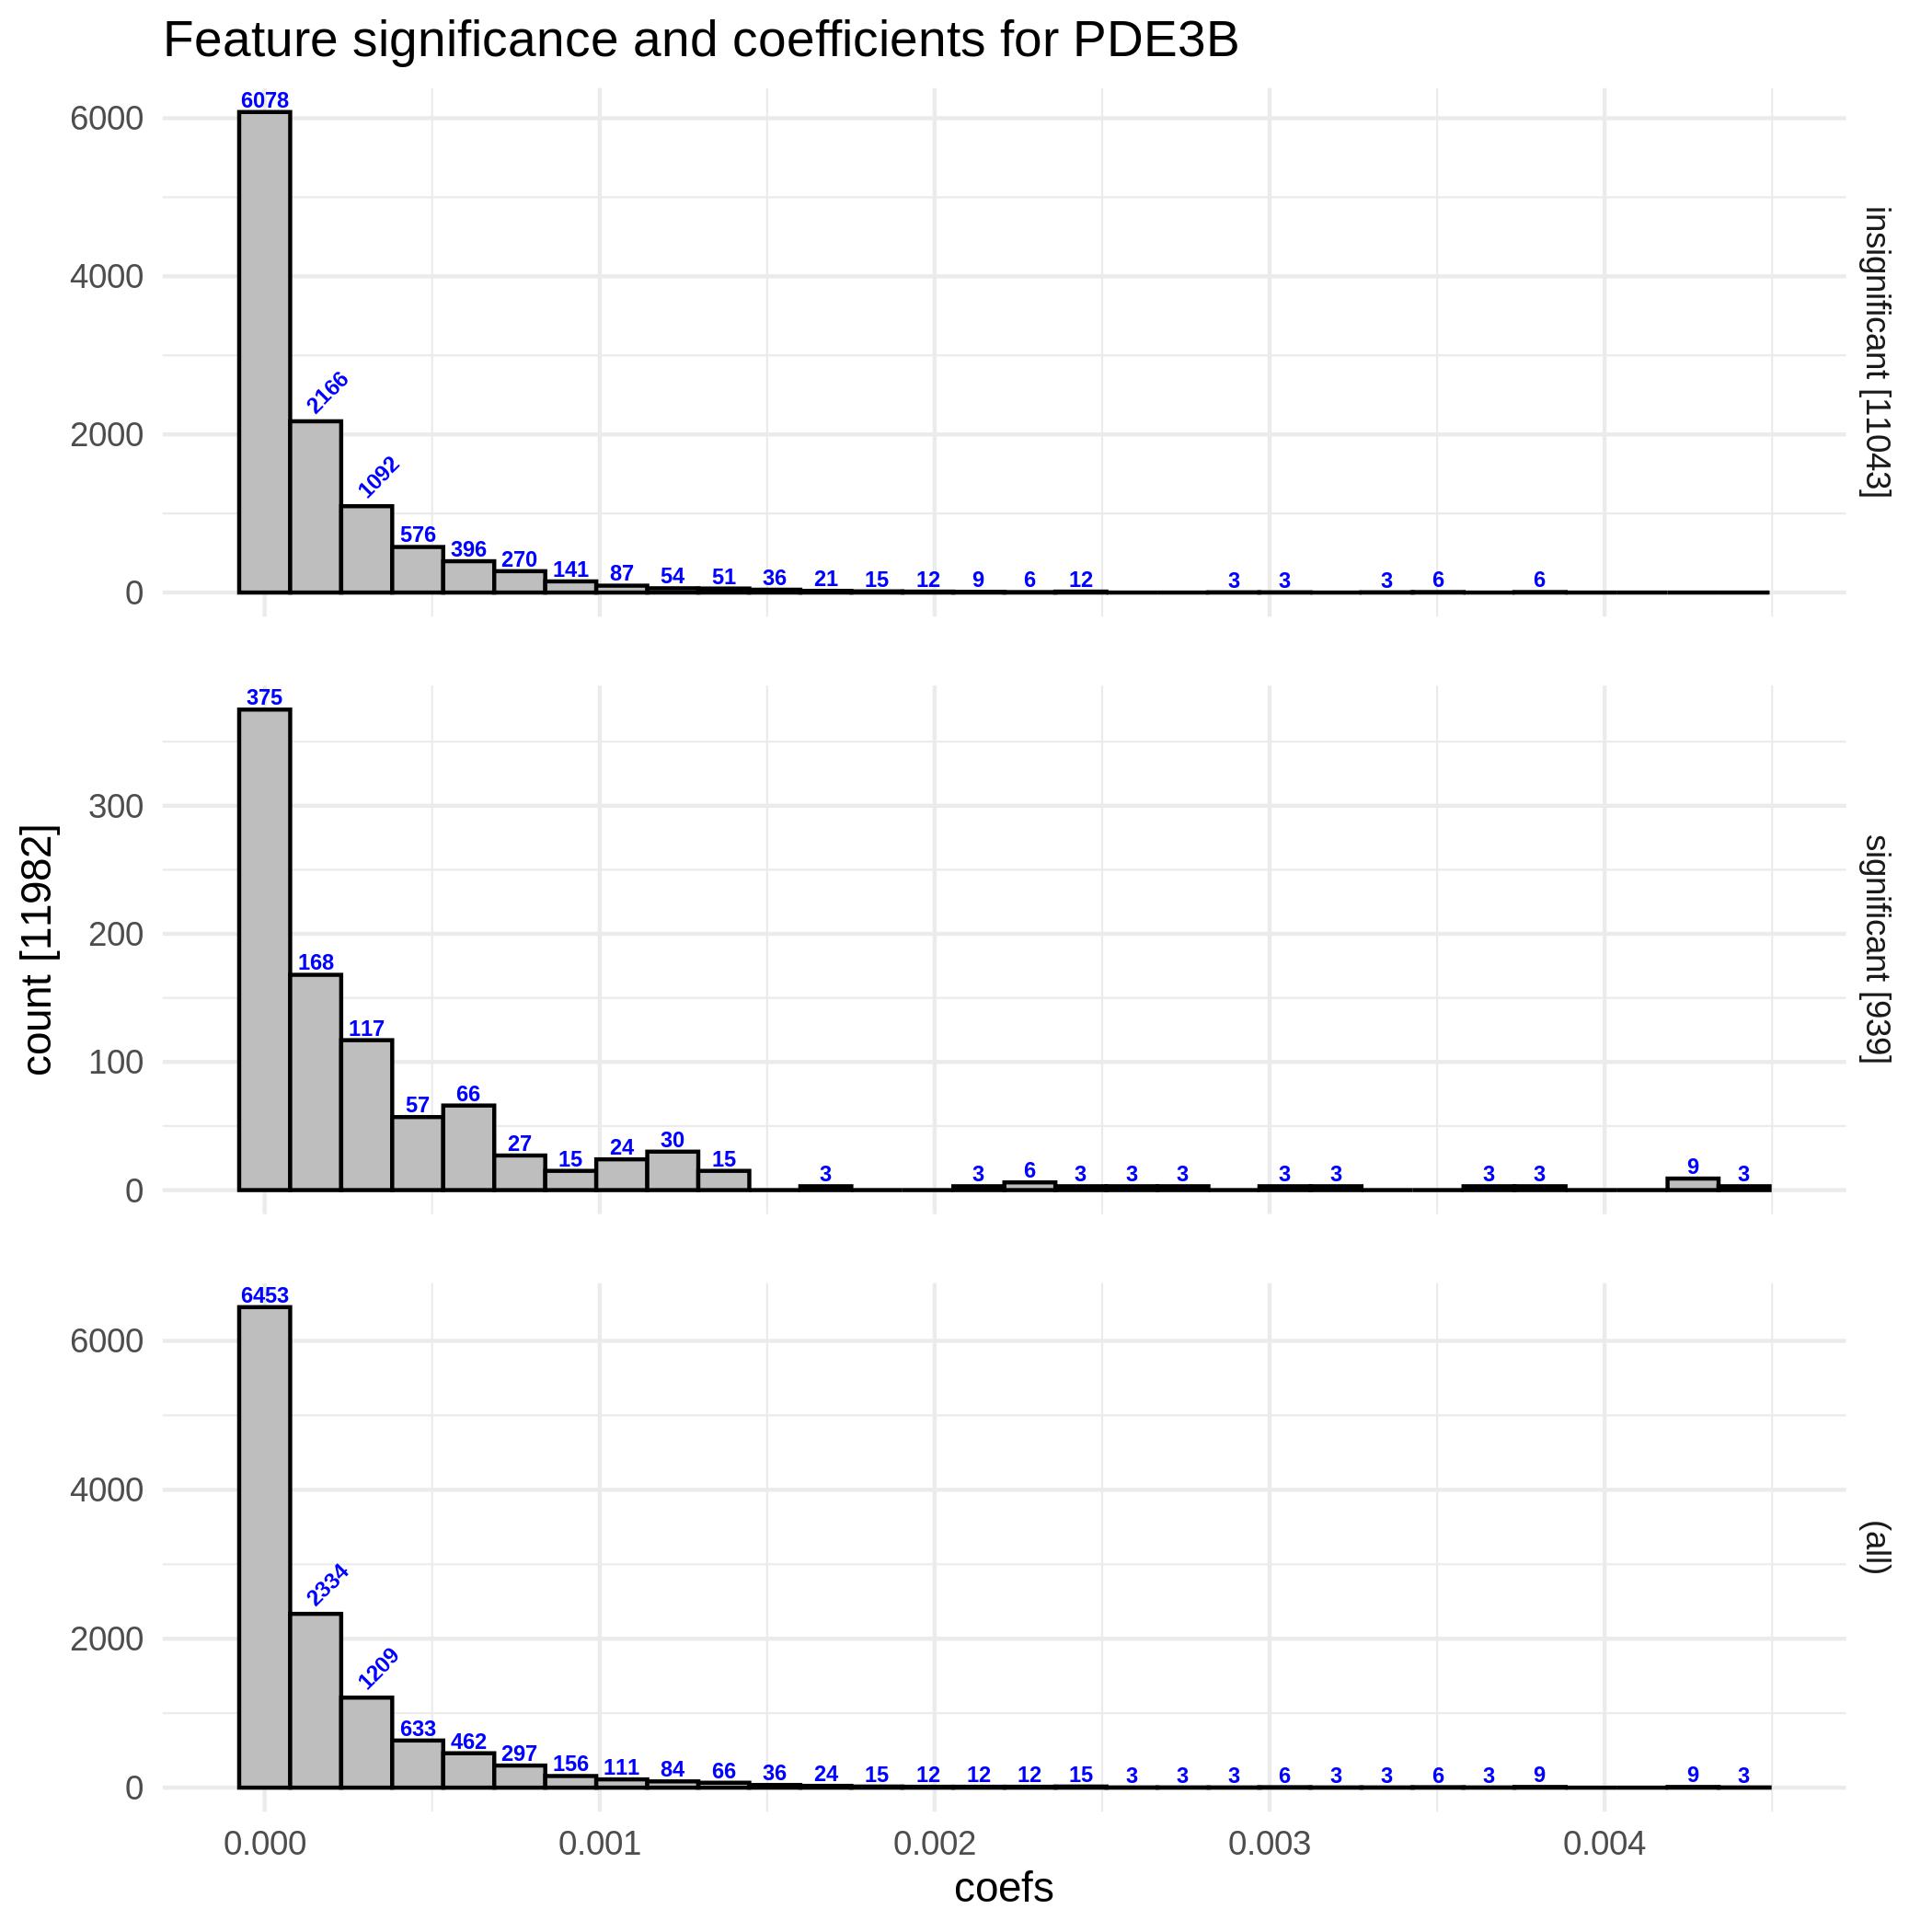 Feature significance and coefficients for PDE3B
count [11982]
6000
4000
2000
0
6078
2166
1092
576 396 270 141 87 54 51 36 21 15 12 9 6 12 3 3 3 6 6
insignificant [11043]
300
200
100
0
375
168
117
57 66 27 15 24 30 15 3 3 6 3 3 3 3 3 3 3 9 3
significant [939]
6000
4000
2000
0
6453
2334
1209
633 462 297 156 111 84 66 36 24 15 12 12 12 15 3 3 3 6 3 3 6 3 9 9 3
(all)
0.000 0.001 0.002 0.003 0.004
coefs